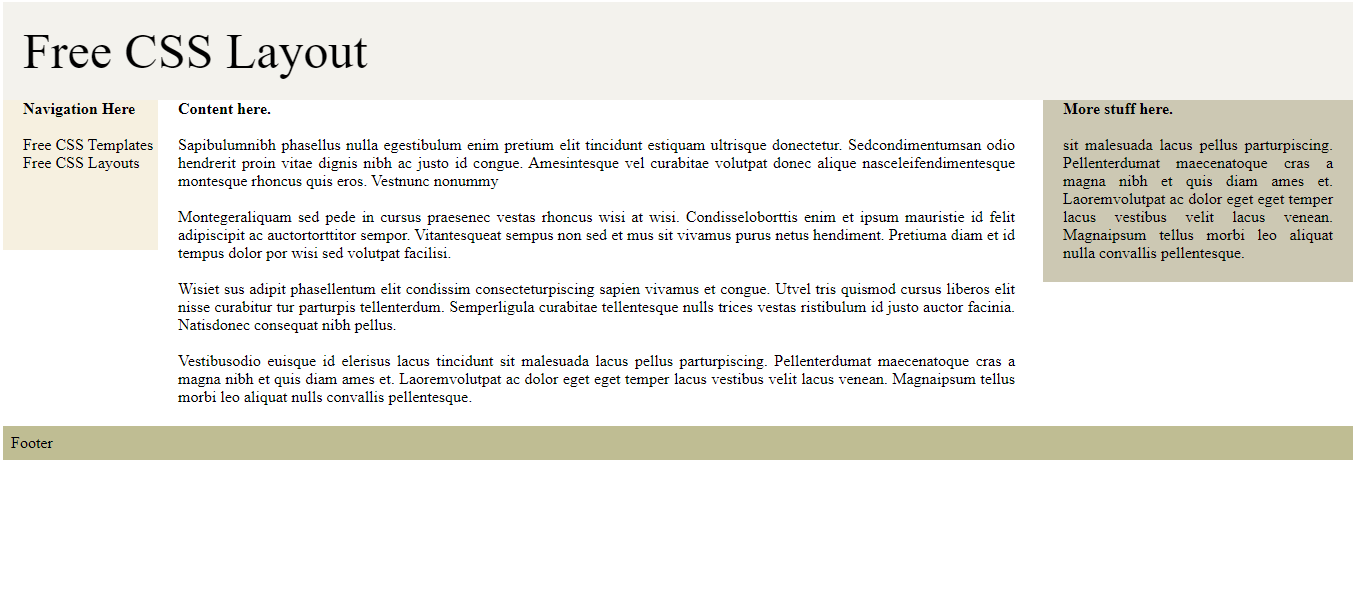 Free CSS Layout
Navigation Here
Free CSS Templates
Free CSS Layouts
Content here.
Sapibulumnibh phasellus nulla egestibulum enim pretium elit tincidunt estiquam ultrisque donectetur. Sedcondimentumsan odio
hendrerit proin vitae dignis nibh ac justo id congue. Amesintesque vel curabitae volutpat donec alique nasceleifendimentesque
montesque rhoncus quis eros. Vestnunc nonummy
Montegeraliquam sed pede in cursus praesenec vestas rhoncus wisi at wisi. Condisseloborttis enim et ipsum mauristie id felit
adipiscipit ac auctortorttitor sempor. Vitantesqueat sempus non sed et mus sit vivamus purus netus hendiment. Pretiuma diam et id
tempus dolor por wisi sed volutpat facilisi.
Wisiet sus adipit phasellentum elit condissim consecteturpiscing sapien vivamus et congue. Utvel tris quismod cursus liberos elit
nisse curabitur tur parturpis tellenterdum. Semperligula curabitae tellentesque nulls trices vestas ristibulum id justo auctor facinia.
Natisdonec consequat nibh pellus.
Vestibusodio euisque id elerisus lacus tincidunt sit malesuada lacus pellus parturpiscing. Pellenterdumat maecenatoque cras a
magna nibh et quis diam ames et. Laoremvolutpat ac dolor eget eget temper lacus vestibus velit lacus venean. Magnaipsum tellus
morbi leo aliquat nulls convallis pellentesque.
More stuff here.
sit malesuada lacus pellus parturpiscing.
Pellenterdumat maecenatoque cras a
magna nibh et quis diam ames et.
Laoremvolutpat ac dolor eget eget temper
lacus vestibus velit lacus venean.
Magnaipsum tellus morbi leo aliquat
nulla convallis pellentesque.
Footer